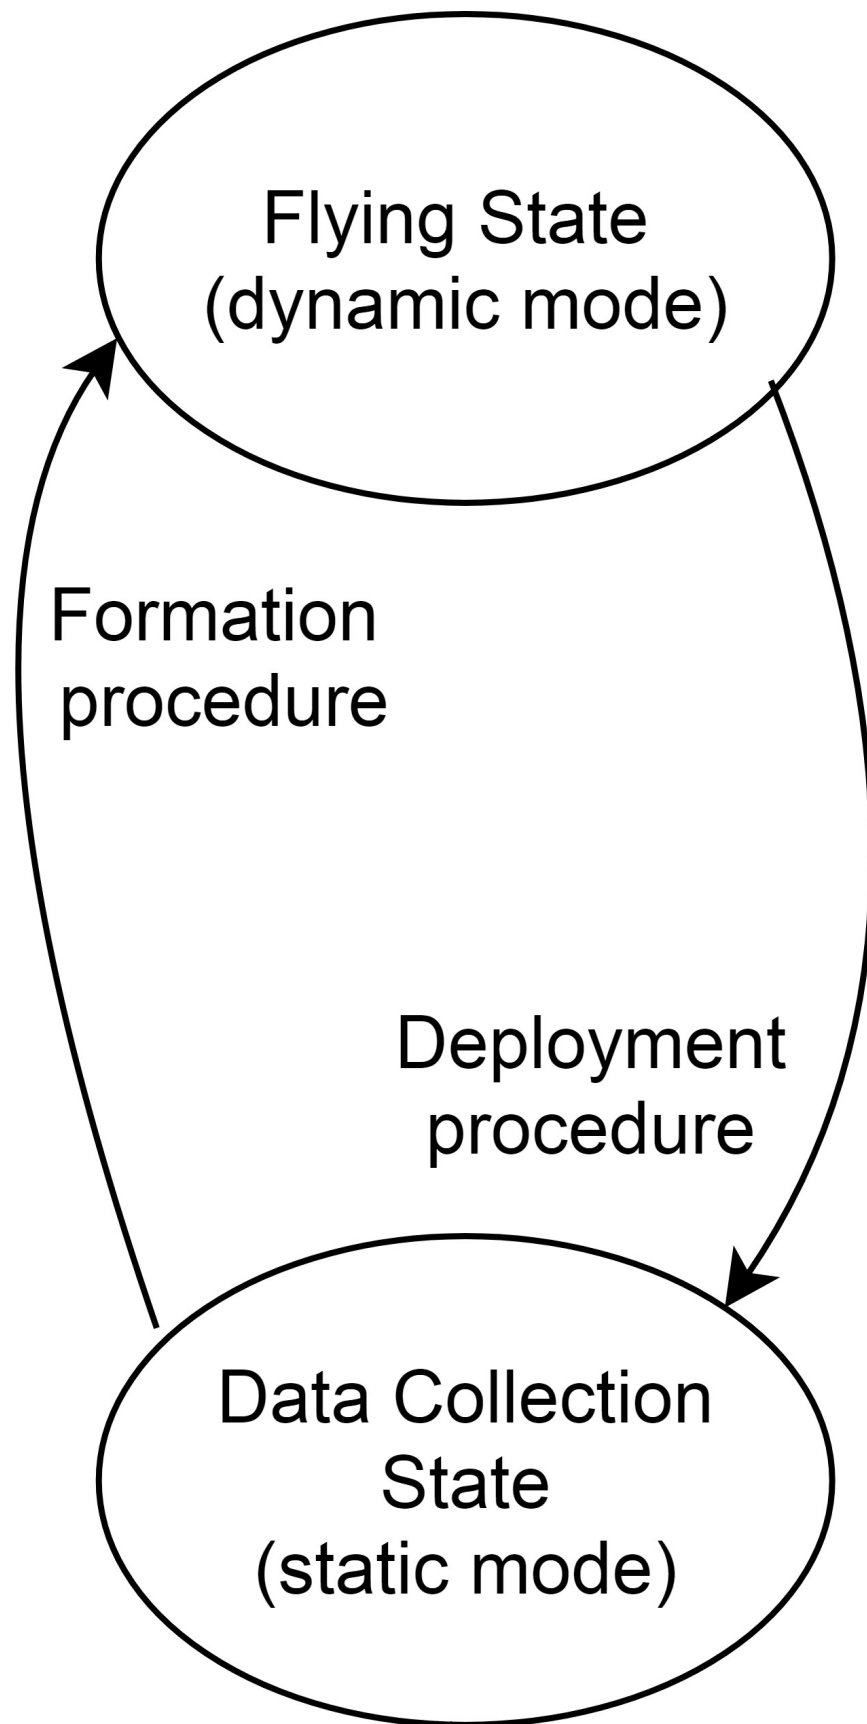 Flying State
(dynamic mode)
Formation
procedure
Deployment
procedure
Data Collection
State
(static mode)